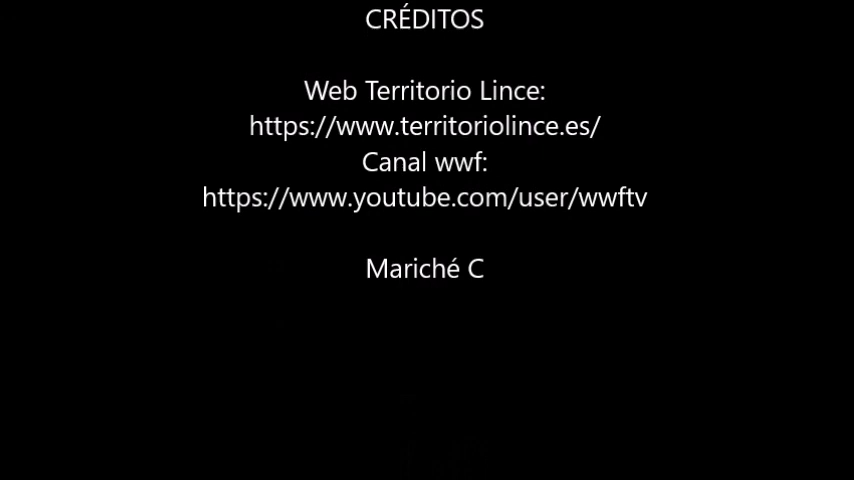 CRÉDITOS
Web Territorio Lince:
https://www.territoriolince.es/
Canal wwf:
https://www.youtube.com/user/wwftv
Mariché C